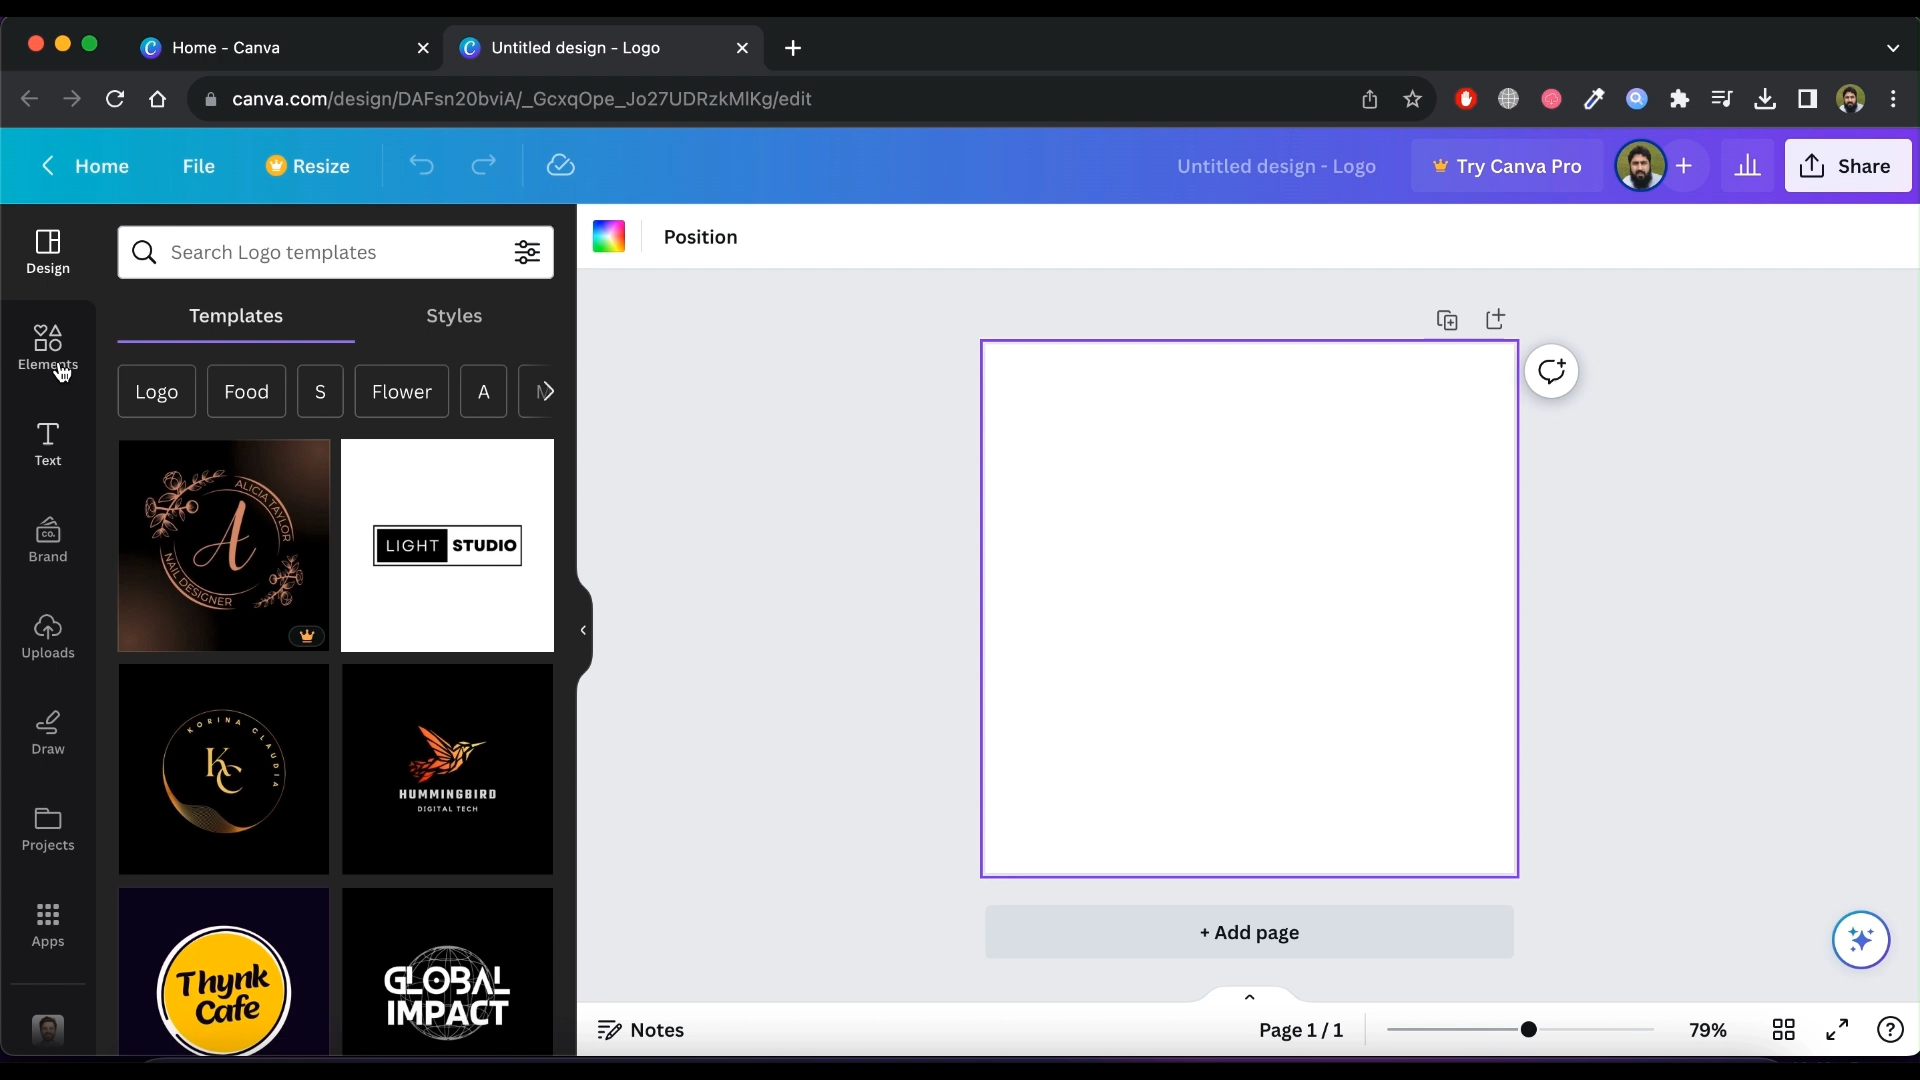 Home - Canva
Untitled design - Logo
canva.com/design/DAFsn20bviA/_GcxqOpe_Jo27UDRzkMlKg/edit
Home
File
Resize
Untitled design - Logo
Try Canva Pro
Share
Design
Elements
Text
Brand
CO.
Uploads
Draw
Projects
Apps
Search Logo templates
Templates
Styles
Logo
Food
S
Flower
A
ALICIA TAYLOR
A
NAIL DESIGNER
LIGHT STUDIO
KORINA CLAUDIA
KC
HUMMINGBIRD
DIGITAL TECH
Thynk
Cafe
GLOBAL
IMPACT
Position
+ Add page
Notes
Page 1 / 1
79%